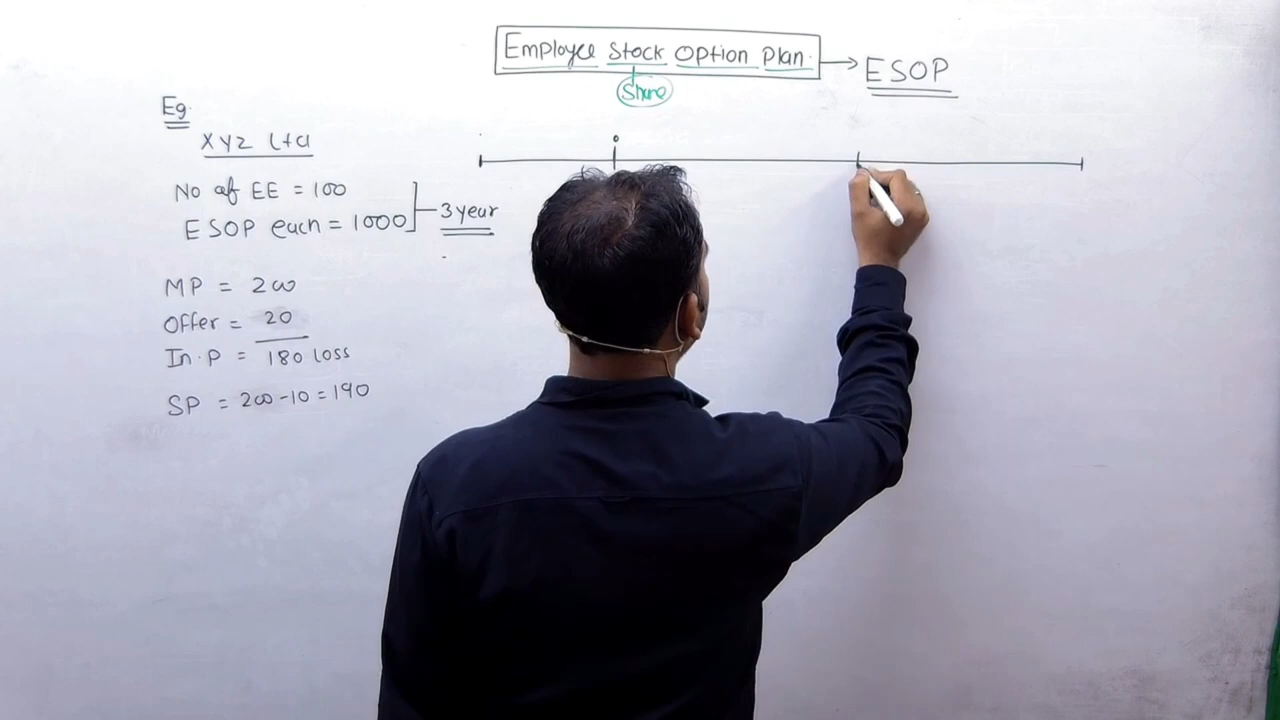 Employee Stock Option Plan. → ESOP
Share
Eg.
XYZ Ltd
No of EE = 100
ESOP each = 1000
3 year
MP = 200
Offer = 20
In.P = 180 loss
SP = 200-10 = 190